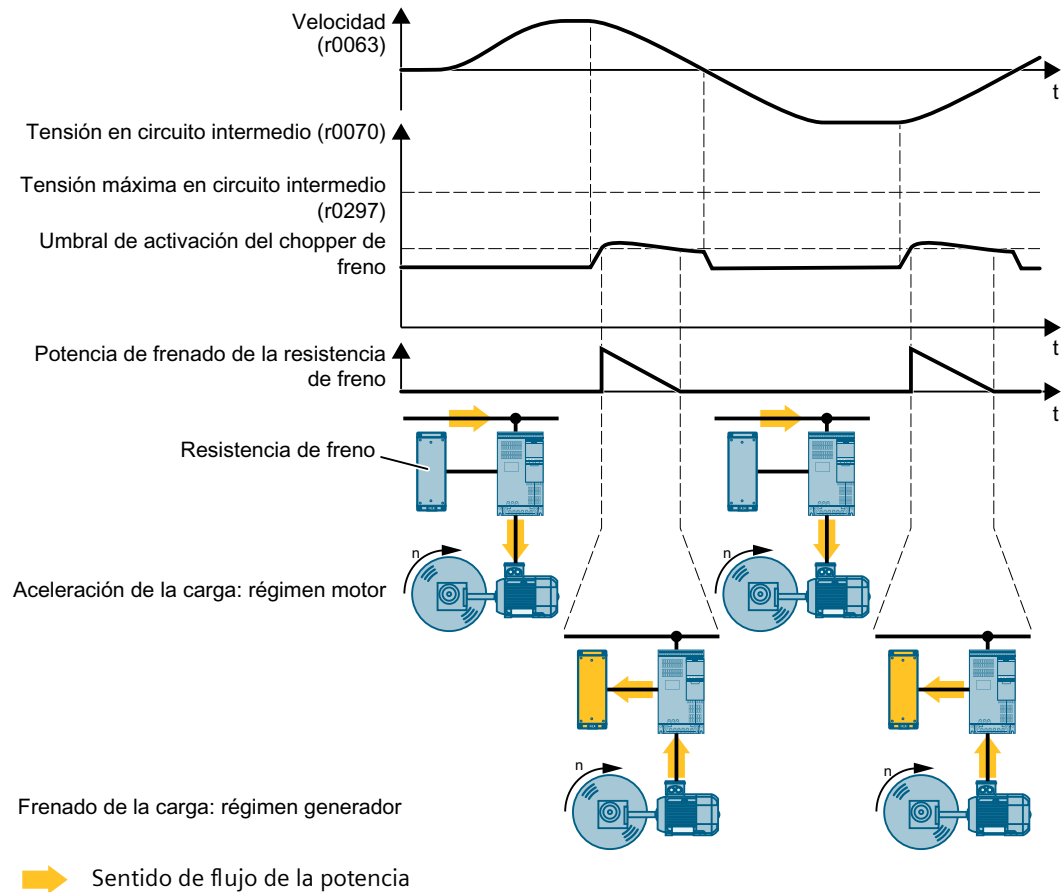 Velocidad
(r0063)
t
Tensión en circuito intermedio (r0070)
Tensión máxima en circuito intermedio
(r0297)
Umbral de activación del chopper de
freno
t
Potencia de frenado de la resistencia
de freno
t
Resistencia de freno
n
n
Aceleración de la carga: régimen motor
n
n
Frenado de la carga: régimen generador
Sentido de flujo de la potencia